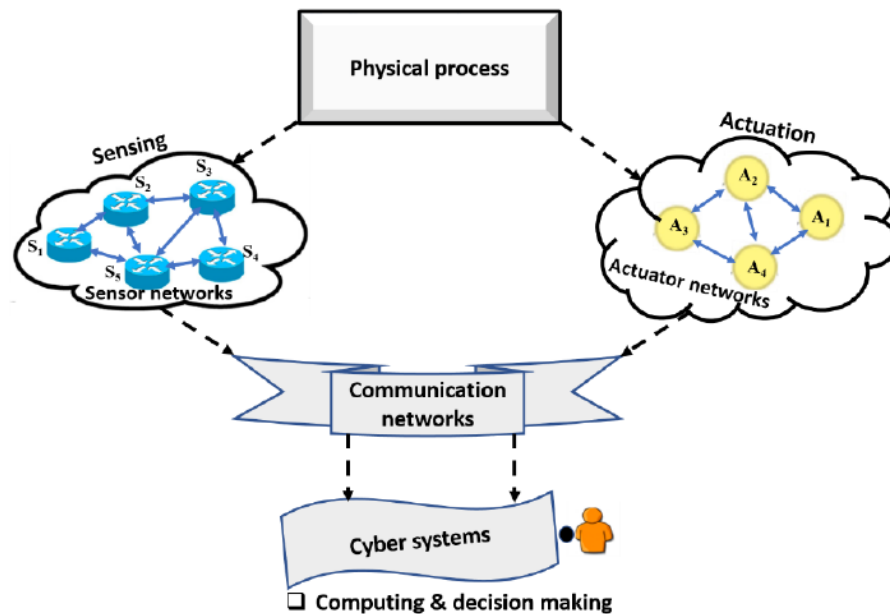 Physical process
Sensing
Actuation
S3
S2
S1
S4
S5
Sensor networks
A2
A1
A3
A4
Actuator networks
Communication
networks
Cyber systems
❑ Computing & decision making